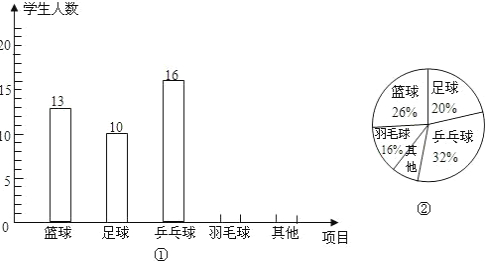 学生人数
20
15
10
5
0
13
10
16
篮球 足球 乒乓球 羽毛球 其他
项目
①
篮球
26%
足球
20%
羽毛球
16%
其他
乒乓球
32%
②